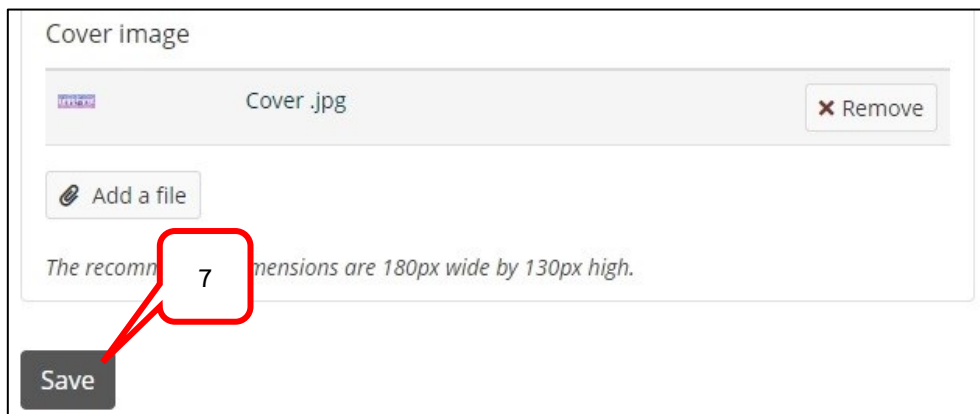 Cover image
Cover .jpg
Remove
Add a file
The recomm mensions are 180px wide by 130px high.
7
Save